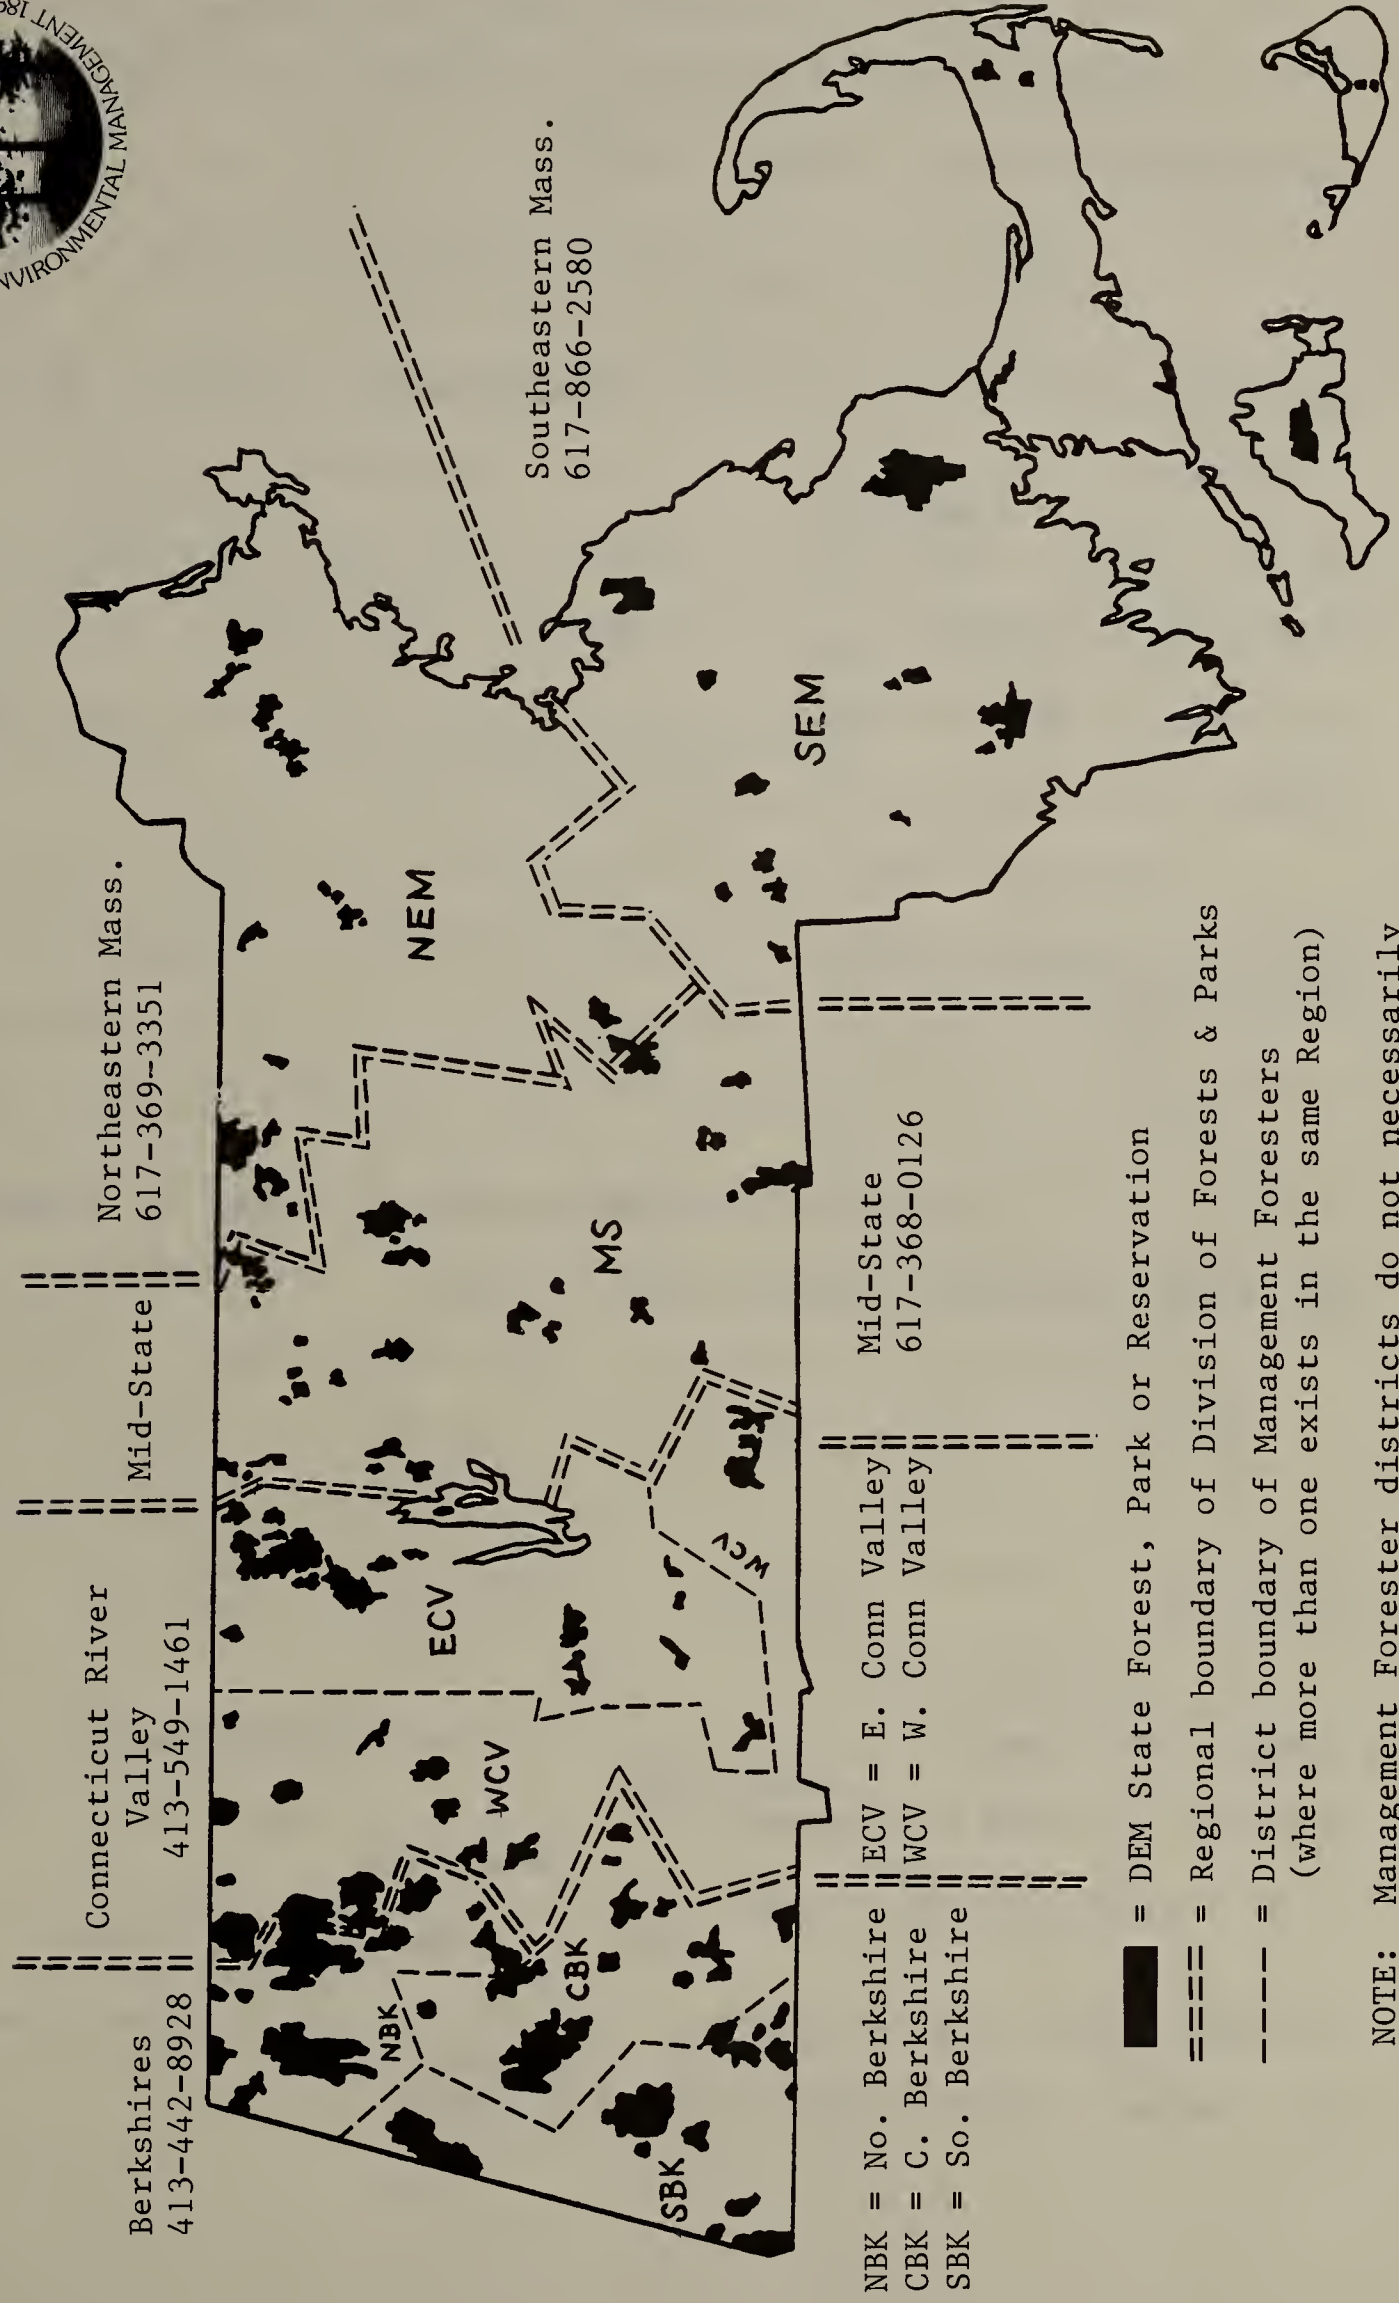 NVIRONMENTAL MANAGEMENT 189
Berkshires
413-442-8928
Connecticut River
Valley
413-549-1461
Mid-State
Northeastern Mass.
617-369-3351
Southeastern Mass.
617-866-2580
NBK
CBK
SBK
WCV
ECV
WCV
MS
NEM
SEM
NBK = No. Berkshire
CBK = C. Berkshire
SBK = So. Berkshire
ECV = E. Conn Valley
WCV = W. Conn Valley
Mid-State
617-368-0126
= DEM State Forest, Park or Reservation
==== = Regional boundary of Division of Forests & Parks
---- = District boundary of Management Foresters
(where more than one exists in the same Region)
NOTE: Management Forester districts do not necessarily